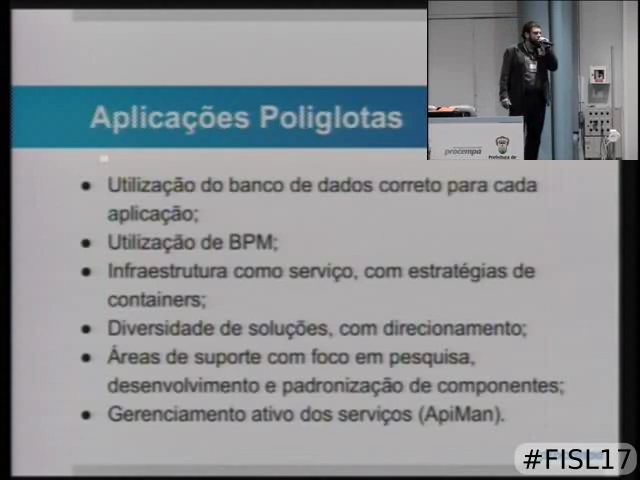 Aplicações Poliglotas
procempa
Prefeitura de
● Utilização do banco de dados correto para cada
aplicação;
● Utilização de BPM;
● Infraestrutura como serviço, com estratégias de
containers;
● Diversidade de soluções, com direcionamento;
● Áreas de suporte com foco em pesquisa,
desenvolvimento e padronização de componentes;
● Gerenciamento ativo dos serviços (ApiMan).
#FISL17